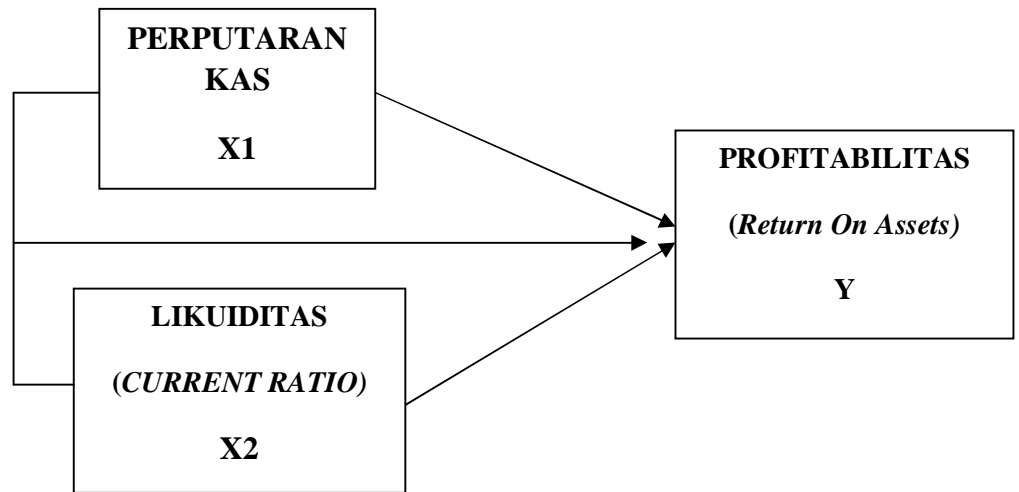 PERPUTARAN
KAS
X1
PROFITABILITAS
(Return On Assets)
Y
LIKUIDITAS
(CURRENT RATIO)
X2